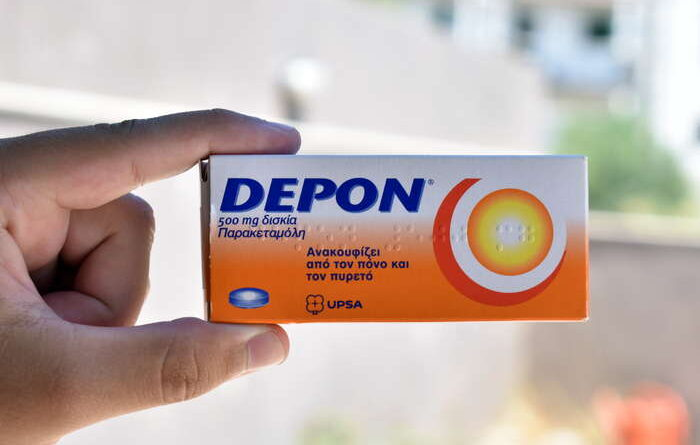 DEPON®
500 mg δισκία
Παρακεταμόλη
Ανακουφίζει
από τον πόνο και
τον πυρετό
UPSA